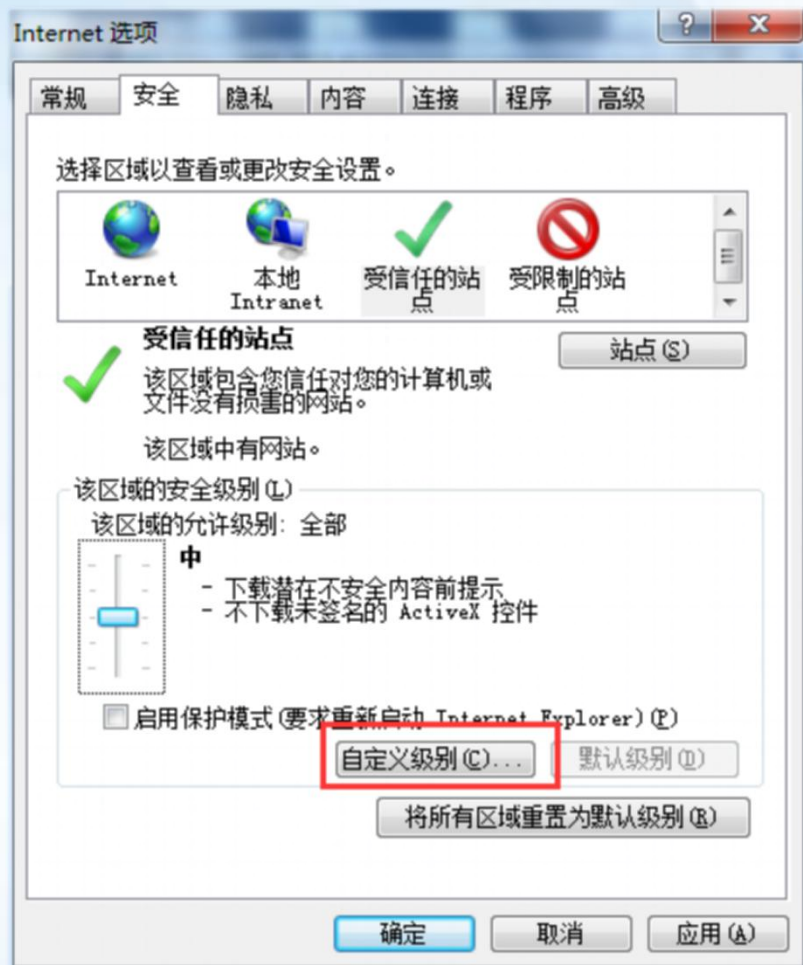 Internet 选项
常规 安全 隐私 内容 连接 程序 高级
选择区域以查看或更改安全设置。
Internet
本地
Intranet
受信任的站
点
受限制的站
点
受信任的站点
站点(S)
该区域包含您信任对您的计算机或
文件没有损害的网站。
该区域中有网站。
该区域的安全级别(L)
该区域的允许级别: 全部
中
- 下载潜在不安全内容前提示
- 不下载未签名的 ActiveX 控件
启用保护模式(要求重新启动 Internet Explorer)(P)
自定义级别(C)... 默认级别(D)
将所有区域重置为默认级别(R)
确定 取消 应用(A)